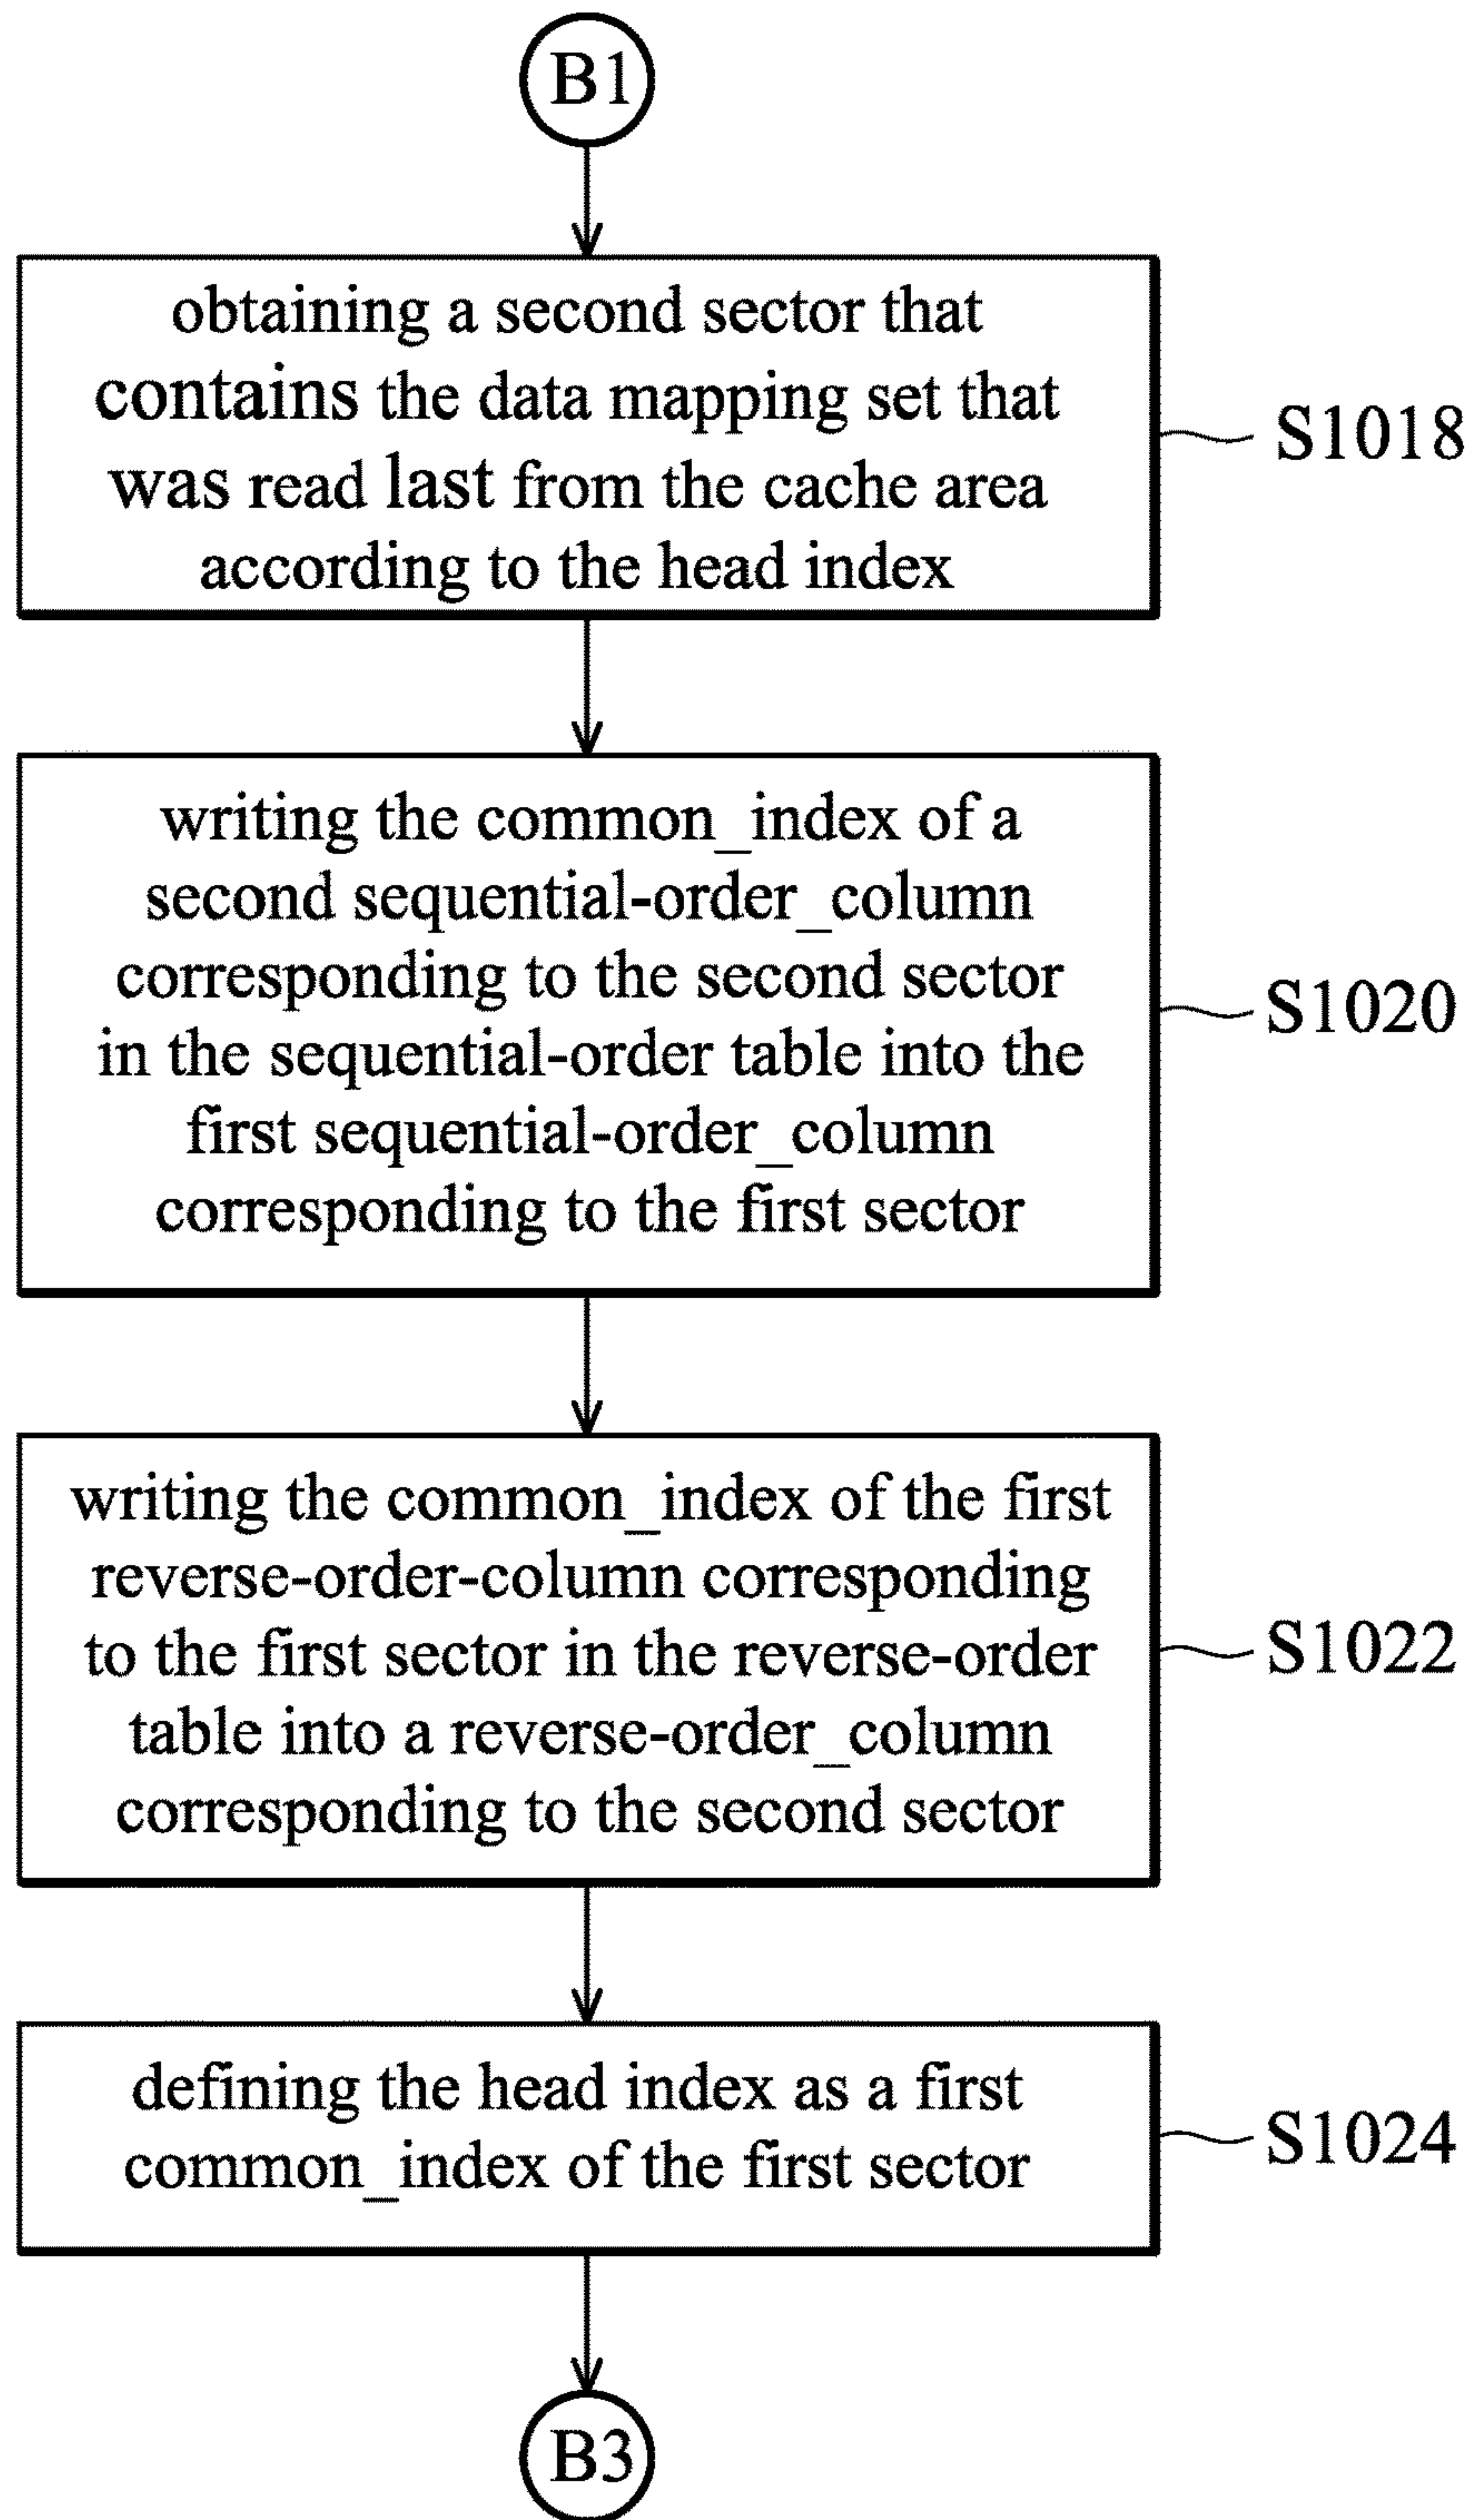 B1
obtaining a second sector that
contains the data mapping set that
was read last from the cache area
according to the head index
S1018
writing the common_index of a
second sequential-order_column
corresponding to the second sector
in the sequential-order table into the
first sequential-order_column
corresponding to the first sector
S1020
writing the common_index of the first
reverse-order-column corresponding
to the first sector in the reverse-order
table into a reverse-order_column
corresponding to the second sector
S1022
defining the head index as a first
common_index of the first sector
S1024
B3